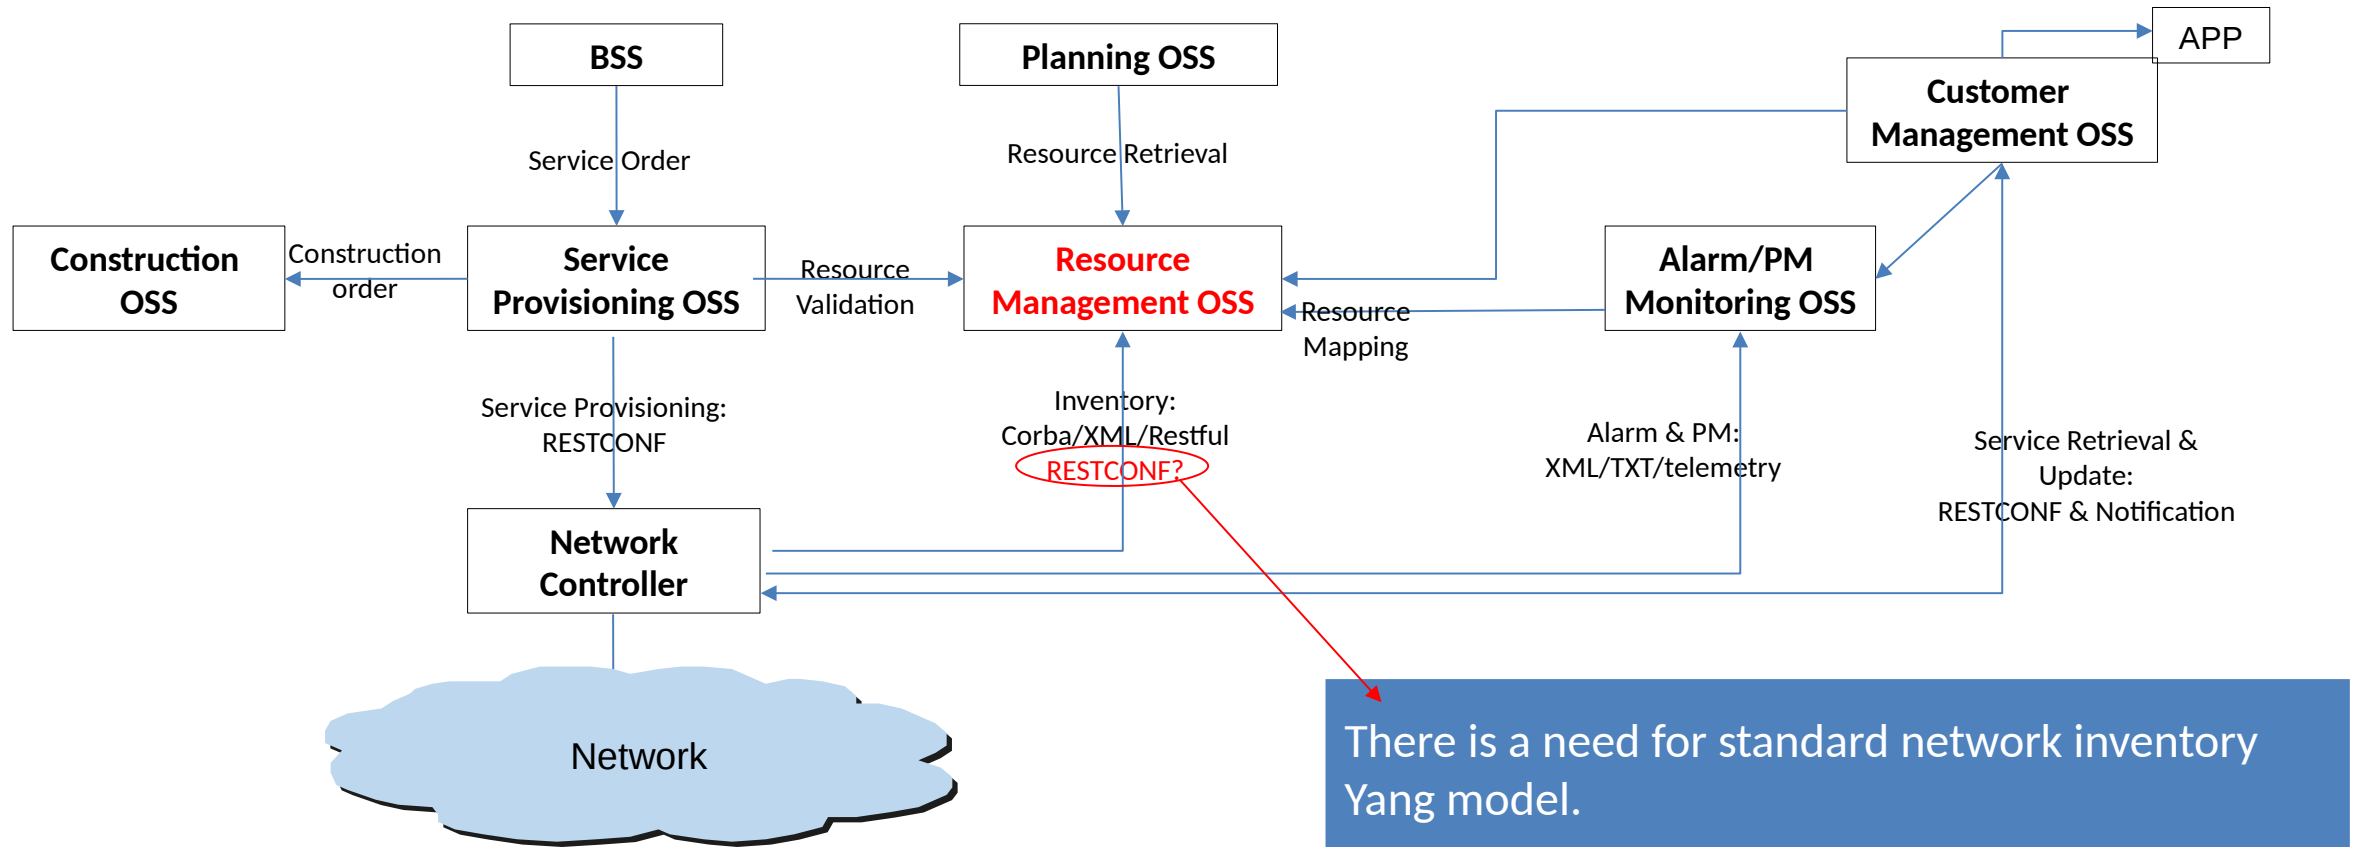 BSS
Planning OSS
APP
Customer
Management OSS
Service Order
Resource Retrieval
Construction
OSS
Construction
order
Service
Provisioning OSS
Resource
Validation
Resource
Management OSS
Resource
Mapping
Alarm/PM
Monitoring OSS
Service Provisioning:
RESTCONF
Inventory:
Corba/XML/Restful
RESTCONF?
Alarm & PM:
XML/TXT/telemetry
Service Retrieval &
Update:
RESTCONF & Notification
Network
Controller
Network
There is a need for standard network inventory
Yang model.